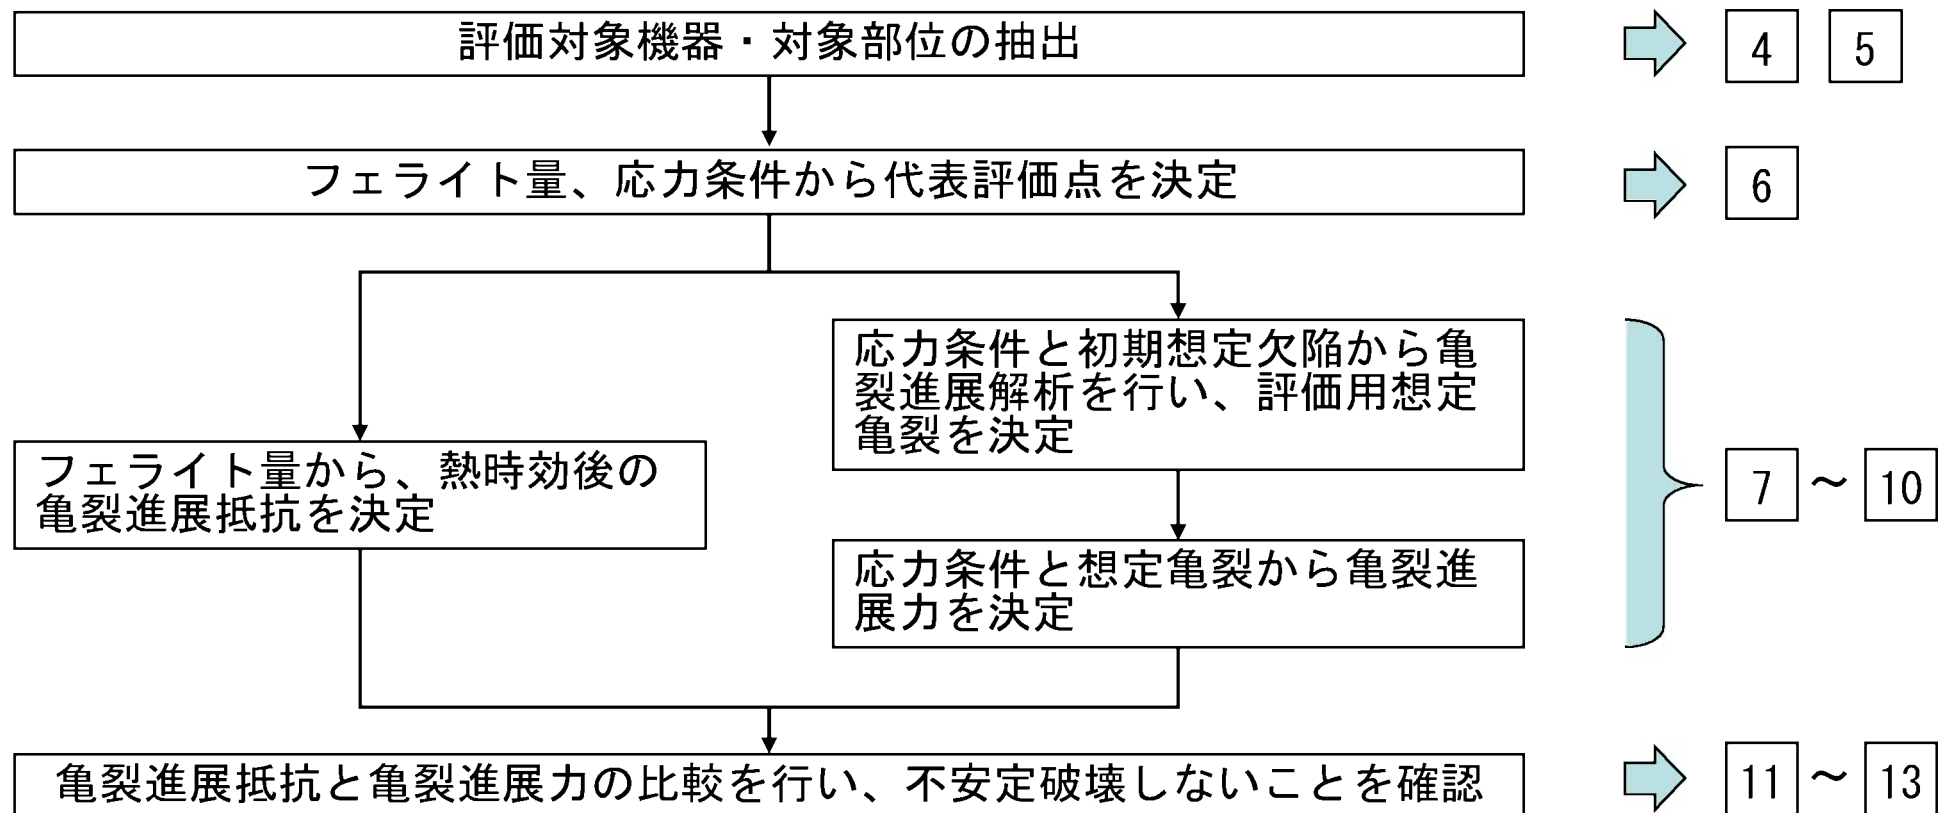 評価対象機器・対象部位の抽出
4 5
フェライト量、応力条件から代表評価点を決定
6
応力条件と初期想定欠陥から亀
裂進展解析を行い、評価用想定
亀裂を決定
フェライト量から、熱時効後の
亀裂進展抵抗を決定
7 ～ 10
応力条件と想定亀裂から亀裂進
展力を決定
亀裂進展抵抗と亀裂進展力の比較を行い、不安定破壊しないことを確認
11 ～ 13